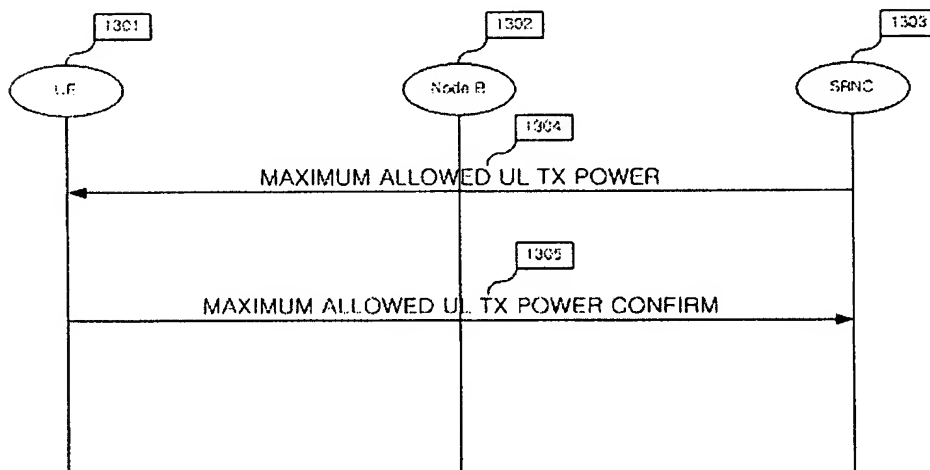 1301
1302
1303
UE
Node B
SRNC
1304
MAXIMUM ALLOWED UL TX POWER
1305
MAXIMUM ALLOWED UL TX POWER CONFIRM